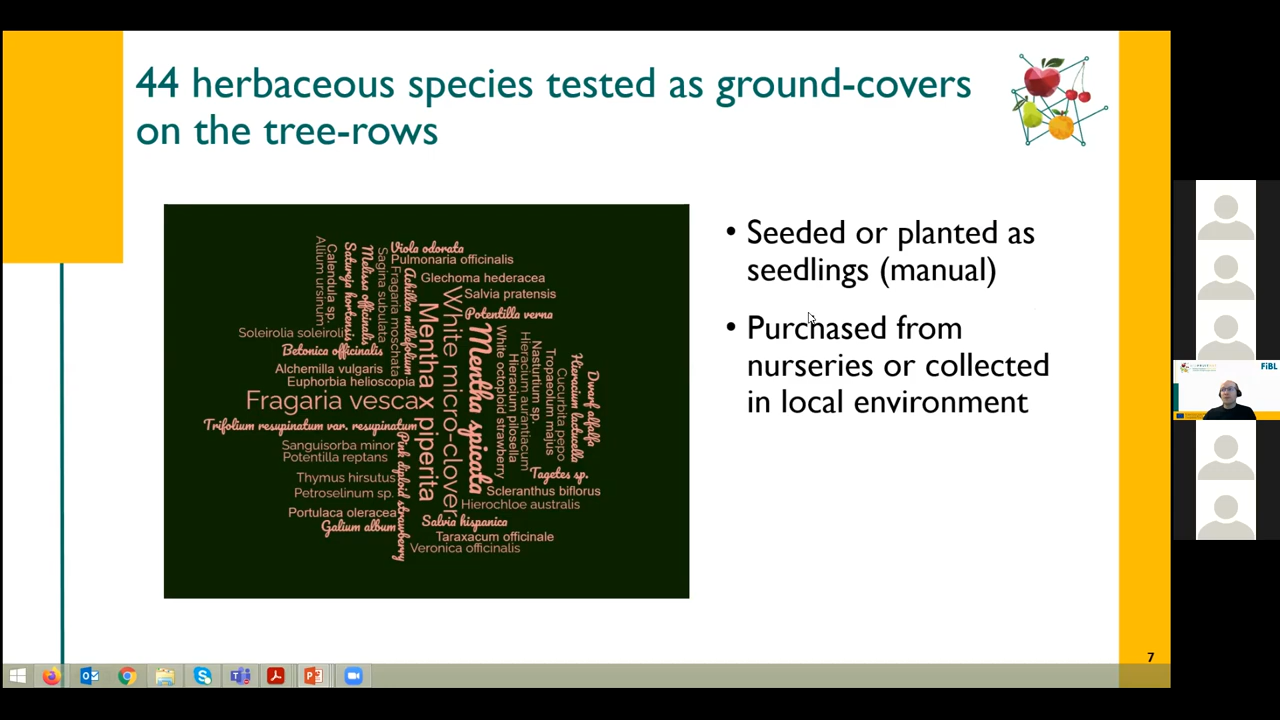 44 herbaceous species tested as ground-covers
on the tree-rows
Viola odorata
Pulmonaria officinalis
Glechoma hederacea
Salvia pratensis
Potentilla verna
Allium ursinum
Calendula sp.
Satureja hortensis
Melissa officinalis
Sagina subulata
Fragaria moschata
Achillea millefolium
Mentha x piperita
White micro-clover
Mentha spicata
White octoploid strawberry
Hieracium pilosella
Hieracium aurantiacum
Nasturtium sp.
Tropaeolum majus
Cucurbita pepo
Hieracium lactucella
Dwarf alfalfa
Soleirolia soleirolii
Betonica officinalis
Alchemilla vulgaris
Euphorbia helioscopia
Fragaria vesca
Trifolium resupinatum var. resupinatum
Sanguisorba minor
Potentilla reptans
Thymus hirsutus
Petroselinum sp.
Portulaca oleracea
Galium album
Pink diploid strawberry
Tagetes sp.
Scleranthus biflorus
Hierochloe australis
Salvia hispanica
Taraxacum officinale
Veronica officinalis
• Seeded or planted as
seedlings (manual)
• Purchased from
nurseries or collected
in local environment
7
FiBL